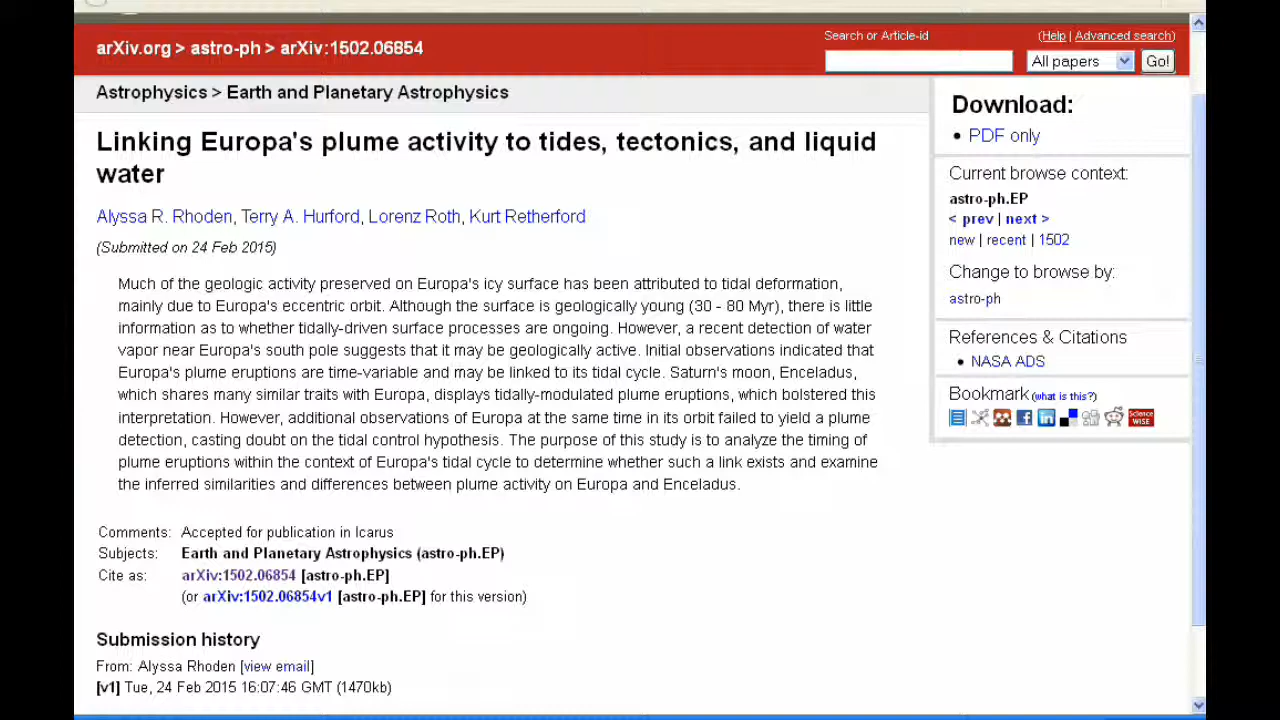 arXiv.org > astro-ph > arXiv:1502.06854
Search or Article-id
(Help | Advanced search)
All papers
Go!
Astrophysics > Earth and Planetary Astrophysics
Linking Europa's plume activity to tides, tectonics, and liquid
water
Alyssa R. Rhoden, Terry A. Hurford, Lorenz Roth, Kurt Retherford
(Submitted on 24 Feb 2015)
Much of the geologic activity preserved on Europa's icy surface has been attributed to tidal deformation,
mainly due to Europa's eccentric orbit. Although the surface is geologically young (30 - 80 Myr), there is little
information as to whether tidally-driven surface processes are ongoing. However, a recent detection of water
vapor near Europa's south pole suggests that it may be geologically active. Initial observations indicated that
Europa's plume eruptions are time-variable and may be linked to its tidal cycle. Saturn's moon, Enceladus,
which shares many similar traits with Europa, displays tidally-modulated plume eruptions, which bolstered this
interpretation. However, additional observations of Europa at the same time in its orbit failed to yield a plume
detection, casting doubt on the tidal control hypothesis. The purpose of this study is to analyze the timing of
plume eruptions within the context of Europa's tidal cycle to determine whether such a link exists and examine
the inferred similarities and differences between plume activity on Europa and Enceladus.
Comments: Accepted for publication in Icarus
Subjects: Earth and Planetary Astrophysics (astro-ph.EP)
Cite as: arXiv:1502.06854 [astro-ph.EP]
(or arXiv:1502.06854v1 [astro-ph.EP] for this version)
Submission history
From: Alyssa Rhoden [view email]
[v1] Tue, 24 Feb 2015 16:07:46 GMT (1470kb)
Download:
• PDF only
Current browse context:
astro-ph.EP
< prev | next >
new | recent | 1502
Change to browse by:
astro-ph
References & Citations
• NASA ADS
Bookmark (what is this?)
Science
WISE